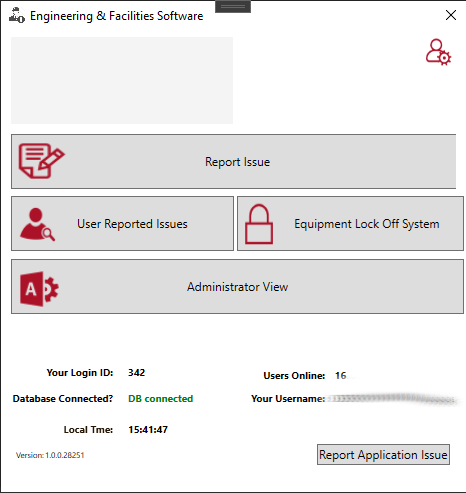 Engineering & Facilities Software
Report Issue
User Reported Issues
Equipment Lock Off System
A
Administrator View
Your Login ID: 342
Users Online: 16
Database Connected? DB connected
Your Username:
Local Tme: 15:41:47
Version: 1.0.0.28251
Report Application Issue